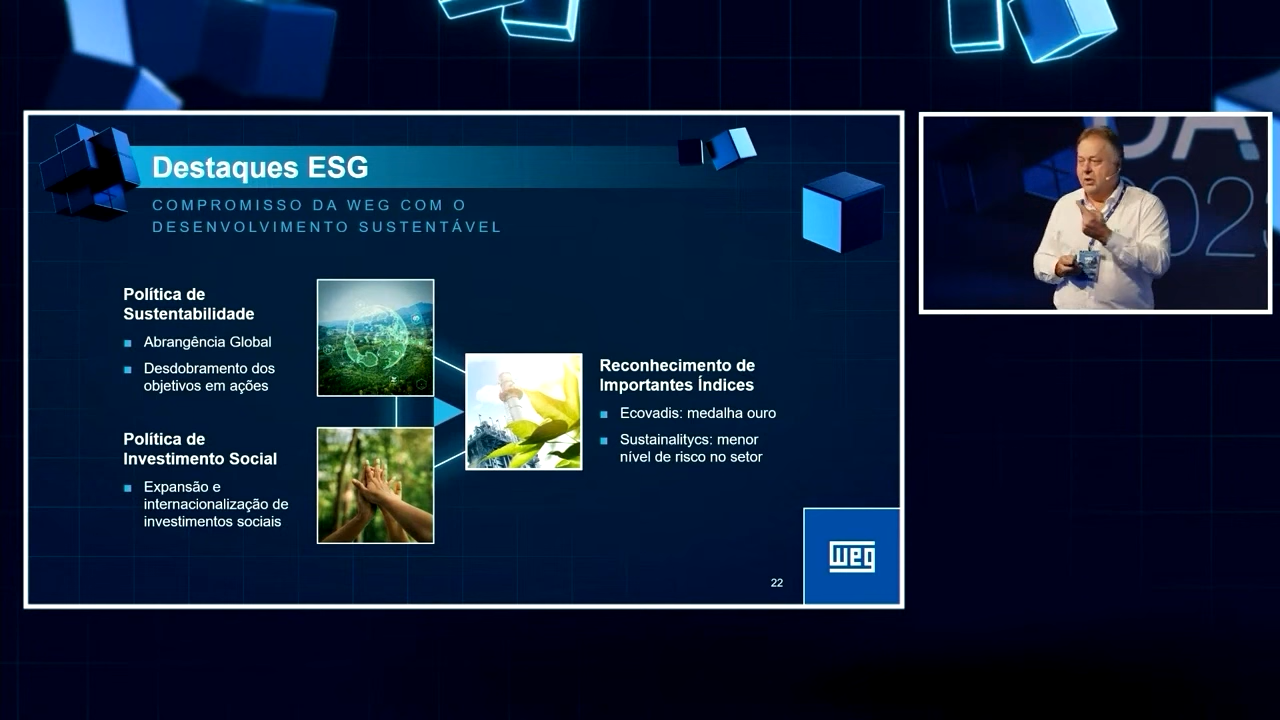 Destaques ESG
COMPROMISSO DA WEG COM O
DESENVOLVIMENTO SUSTENTÁVEL
Política de
Sustentabilidade
Abrangência Global
Desdobramento dos
objetivos em ações
Política de
Investimento Social
Expansão e
internacionalização de
investimentos sociais
Reconhecimento de
Importantes Índices
Ecovadis: medalha ouro
Sustainalitycs: menor
nível de risco no setor
22
weg